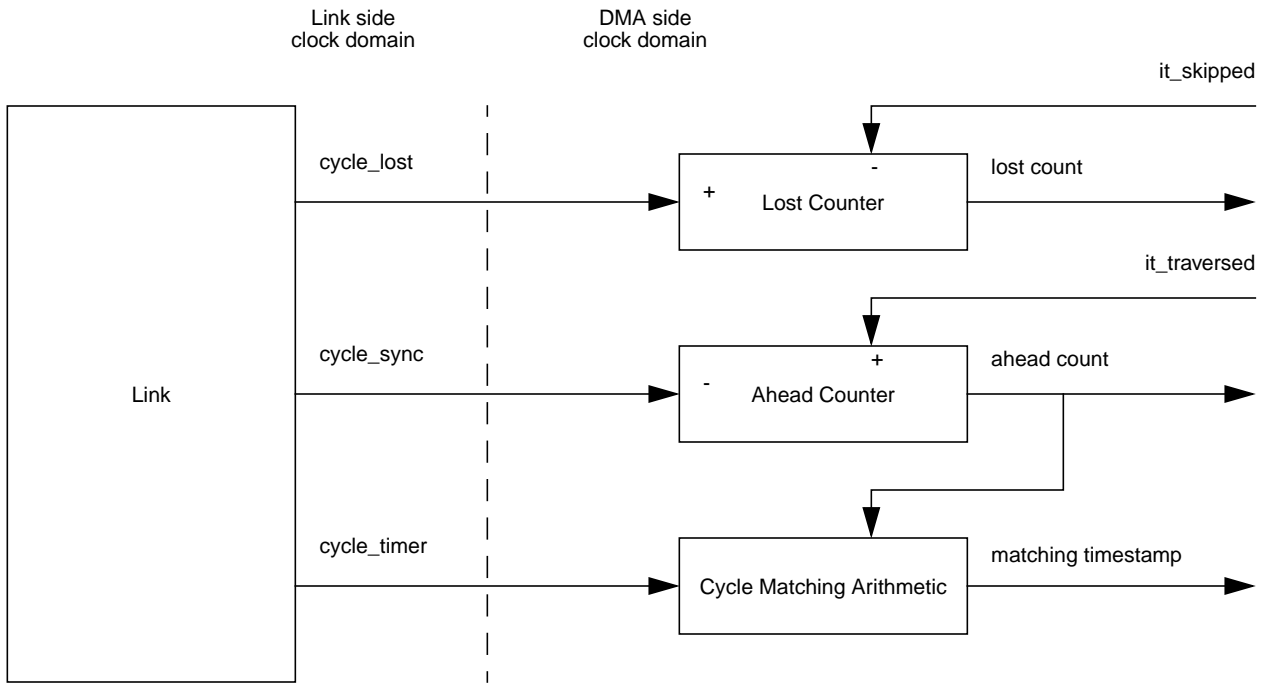 Link side
clock domain
DMA side
clock domain
it_skipped
cycle_lost
-
lost count
+
Lost Counter
it_traversed
cycle_sync
+
ahead count
-
Link
Ahead Counter
cycle_timer
matching timestamp
Cycle Matching Arithmetic